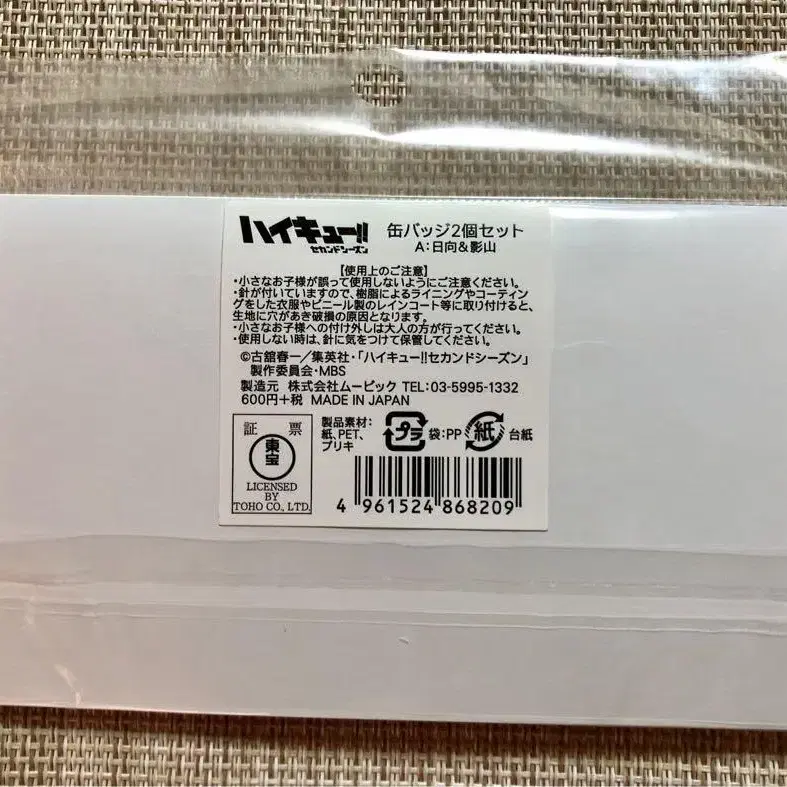 ハイキュー!!
セカンドシーズン
缶バッジ2個セット
A:日向&影山
【使用上のご注意】
・小さなお子様が誤って使用しないようにご注意ください。
・針が付いていますので、樹脂によるライニングやコーティン
グをした衣服やビニール製のレインコート等に取り付けると、
生地に穴があき破損の原因となります。
・小さなお子様への付け外しは大人の方が行ってください。
・使用しない時は、針に気をつけて保管してください。
©古舘春一/集英社・「ハイキュー!!セカンドシーズン」
製作委員会・MBS
製造元 株式会社ムービック TEL:03-5995-1332
600円+税 MADE IN JAPAN
証 票
東宝
LICENSED
BY
TOHO CO., LTD.
製品素材:
紙、PET、
ブリキ
プラ 袋:PP 紙 台紙
4 961524 868209